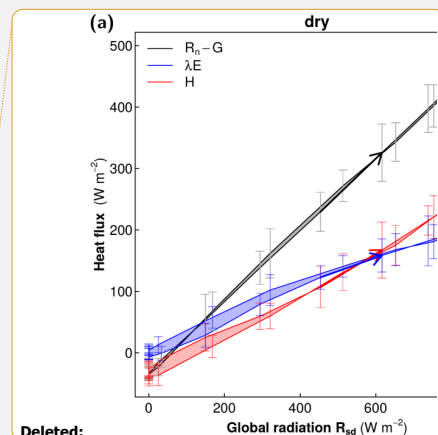 (a) dry
Rn−G
λE
H
500
400
300
200
100
0
Heat flux (W m−2)
0 200 400 600
Global radiation Rsd (W m−2)
Deleted: